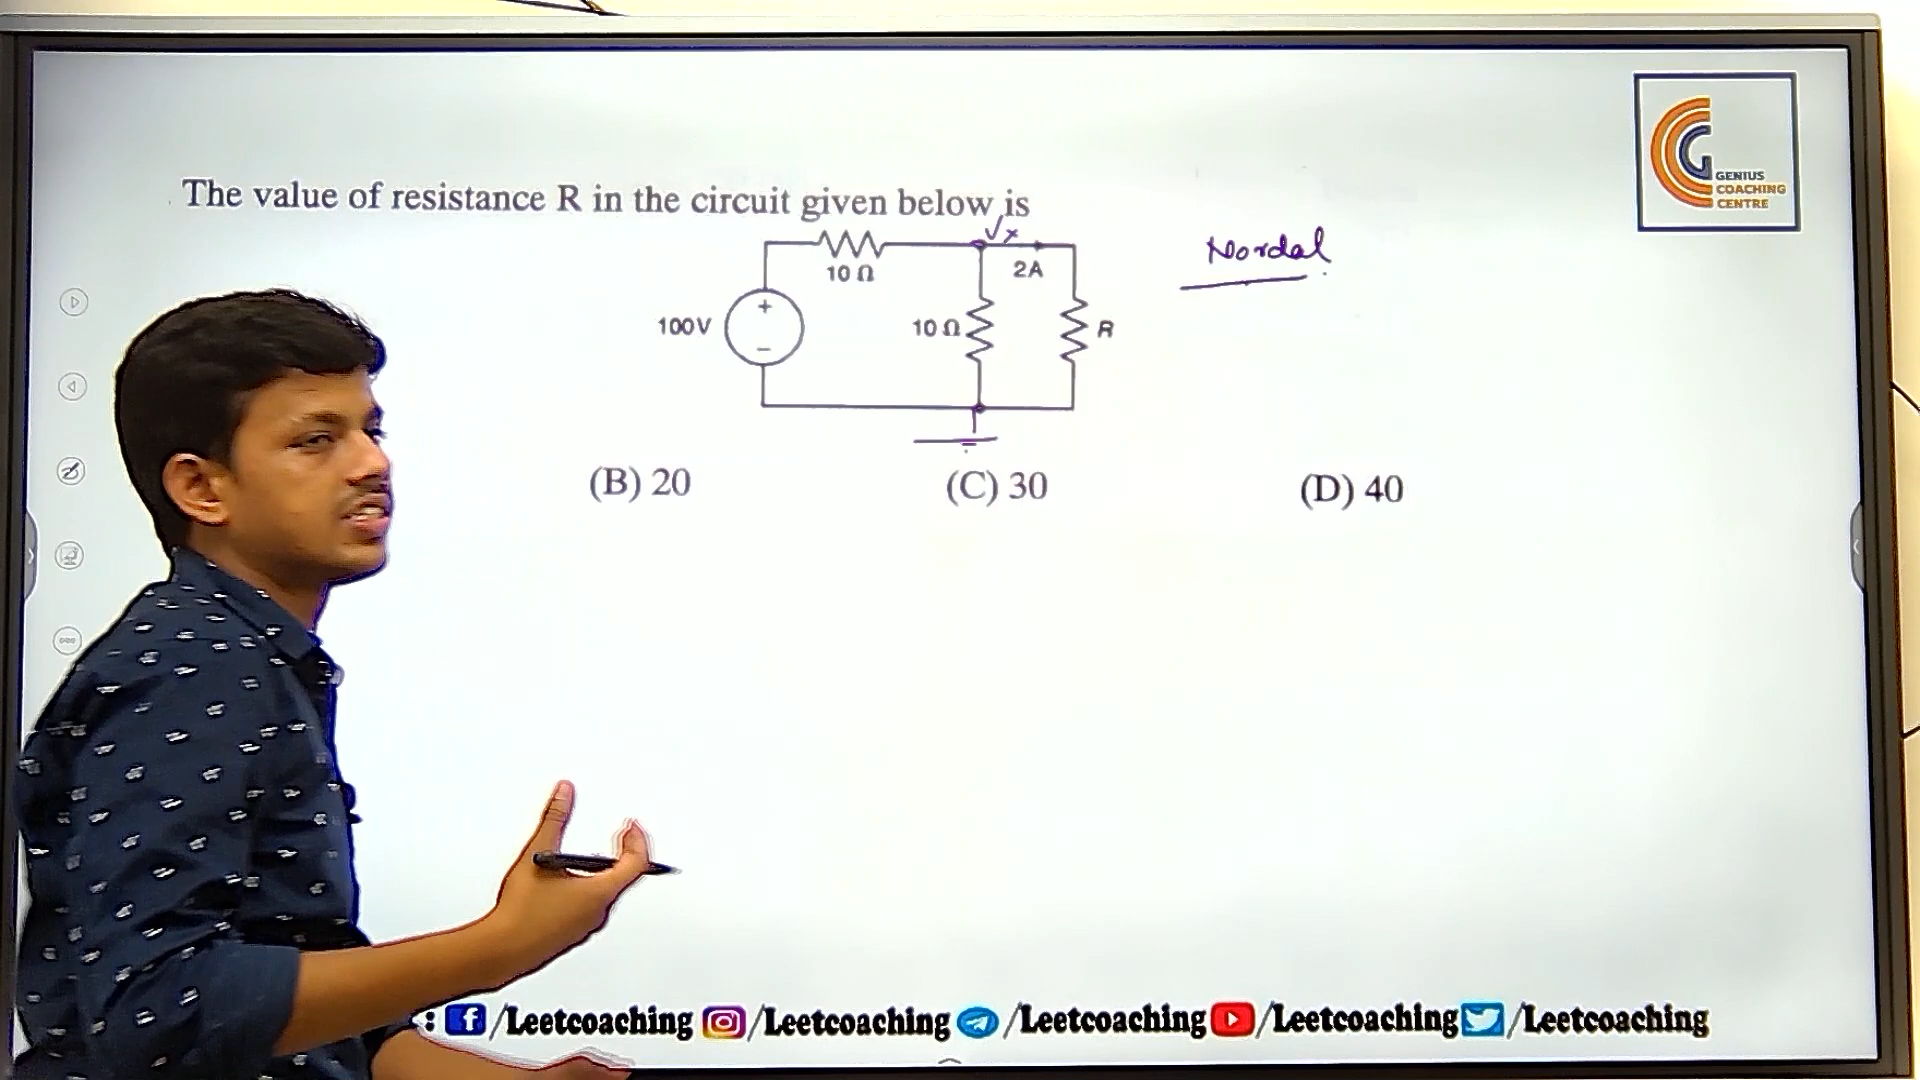 GENIUS
COACHING
CENTRE
The value of resistance R in the circuit given below is
Vx
Nordal
10 Ω
2A
100V
+
−
10 Ω
R
(B) 20
(C) 30
(D) 40
/Leetcoaching /Leetcoaching /Leetcoaching /Leetcoaching /Leetcoaching